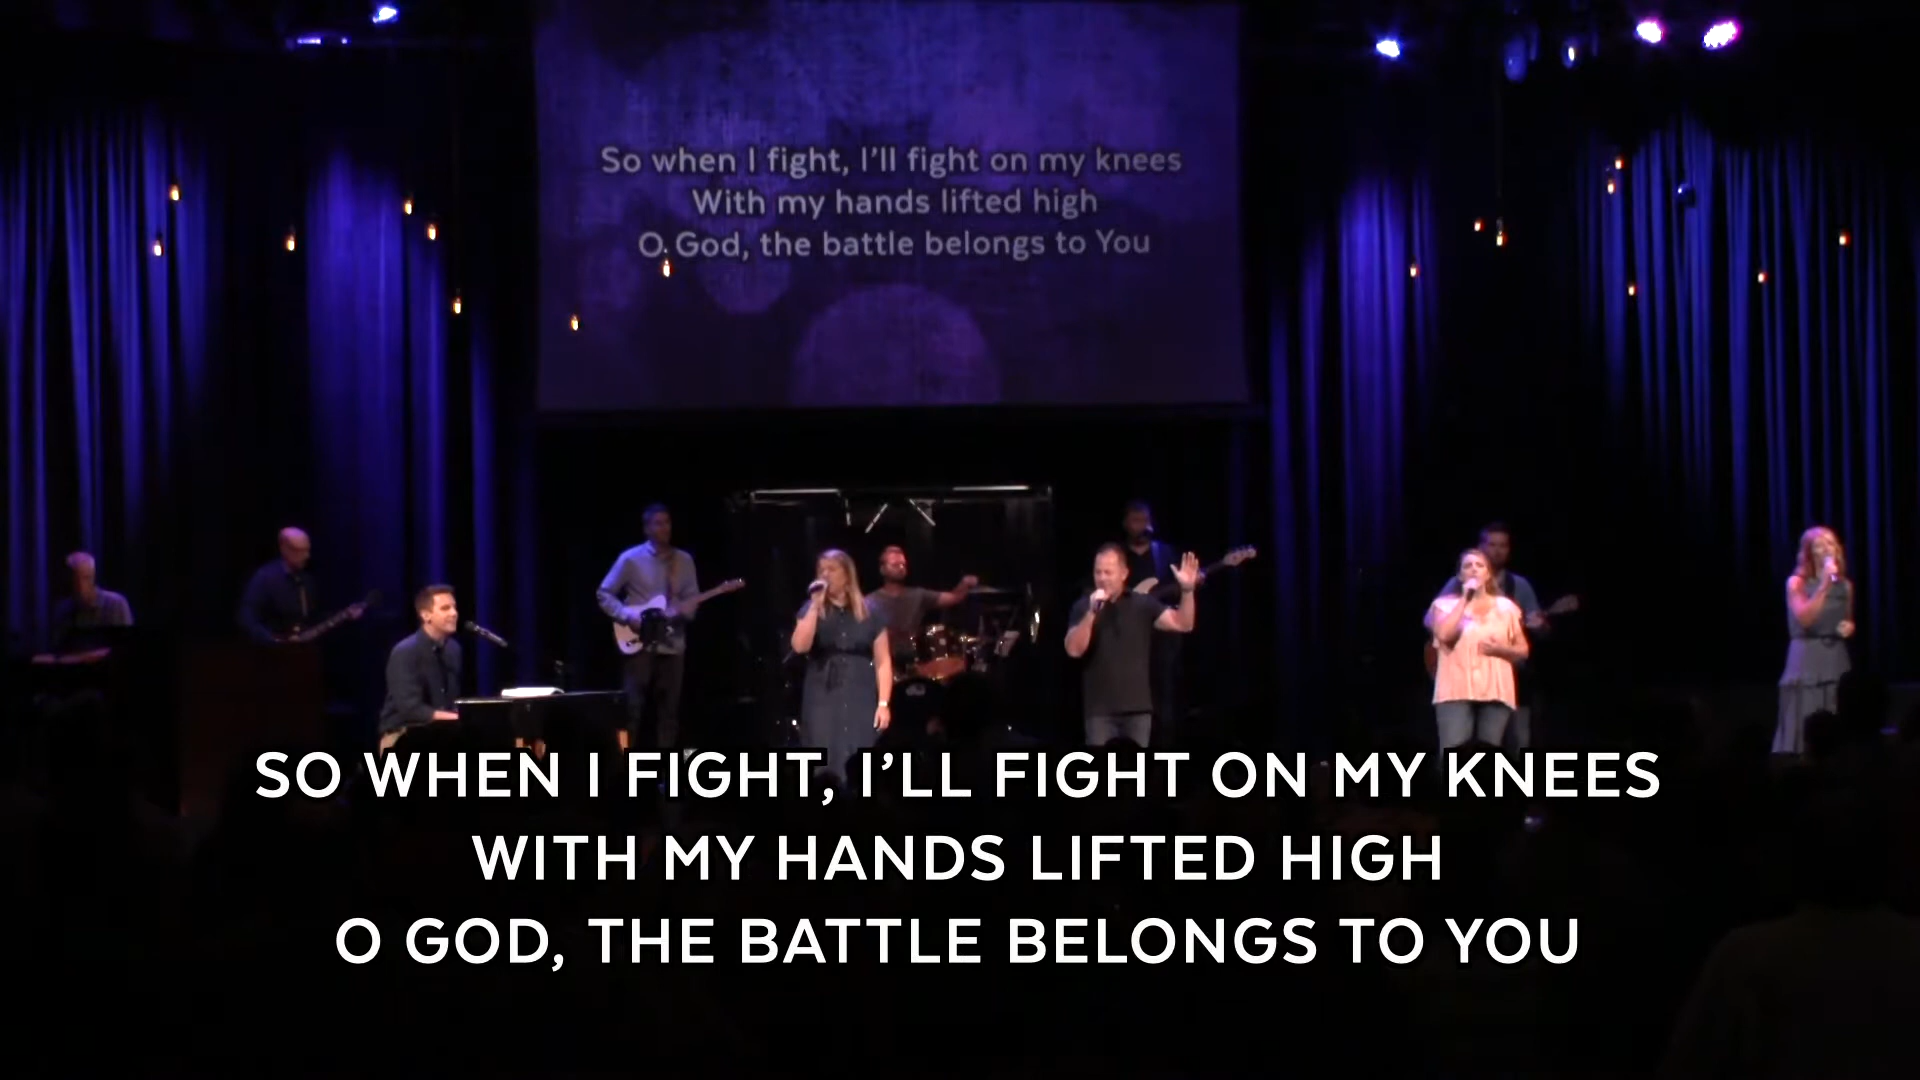 So when I fight, I'll fight on my knees
With my hands lifted high
O God, the battle belongs to You
SO WHEN I FIGHT, I'LL FIGHT ON MY KNEES
WITH MY HANDS LIFTED HIGH
O GOD, THE BATTLE BELONGS TO YOU